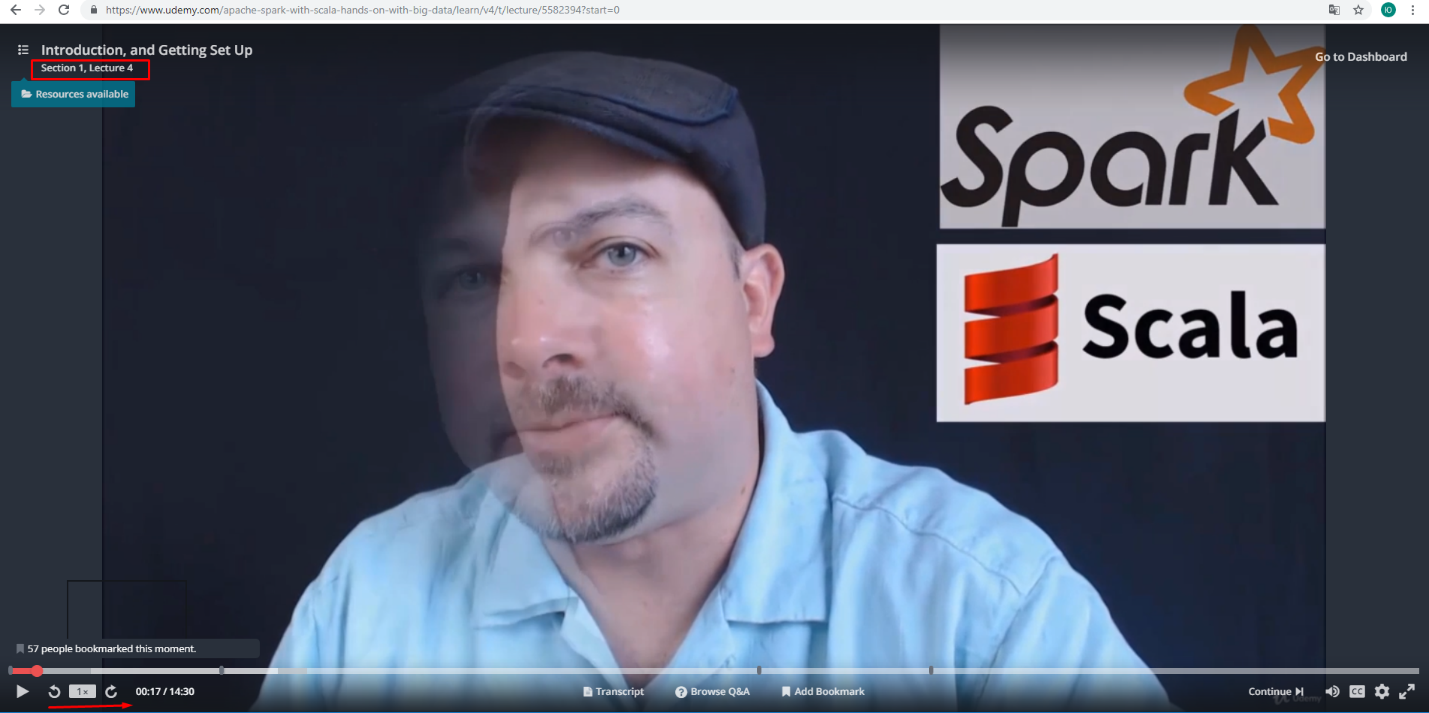 https://www.udemy.com/apache-spark-with-scala-hands-on-with-big-data/learn/v4/t/lecture/5582394?start=0
IO
Introduction, and Getting Set Up
Section 1, Lecture 4
Go to Dashboard
Resources available
Spark
Scala
57 people bookmarked this moment.
1x
00:17 / 14:30
Transcript
Browse Q&A
Add Bookmark
Continue
CC
Udemy